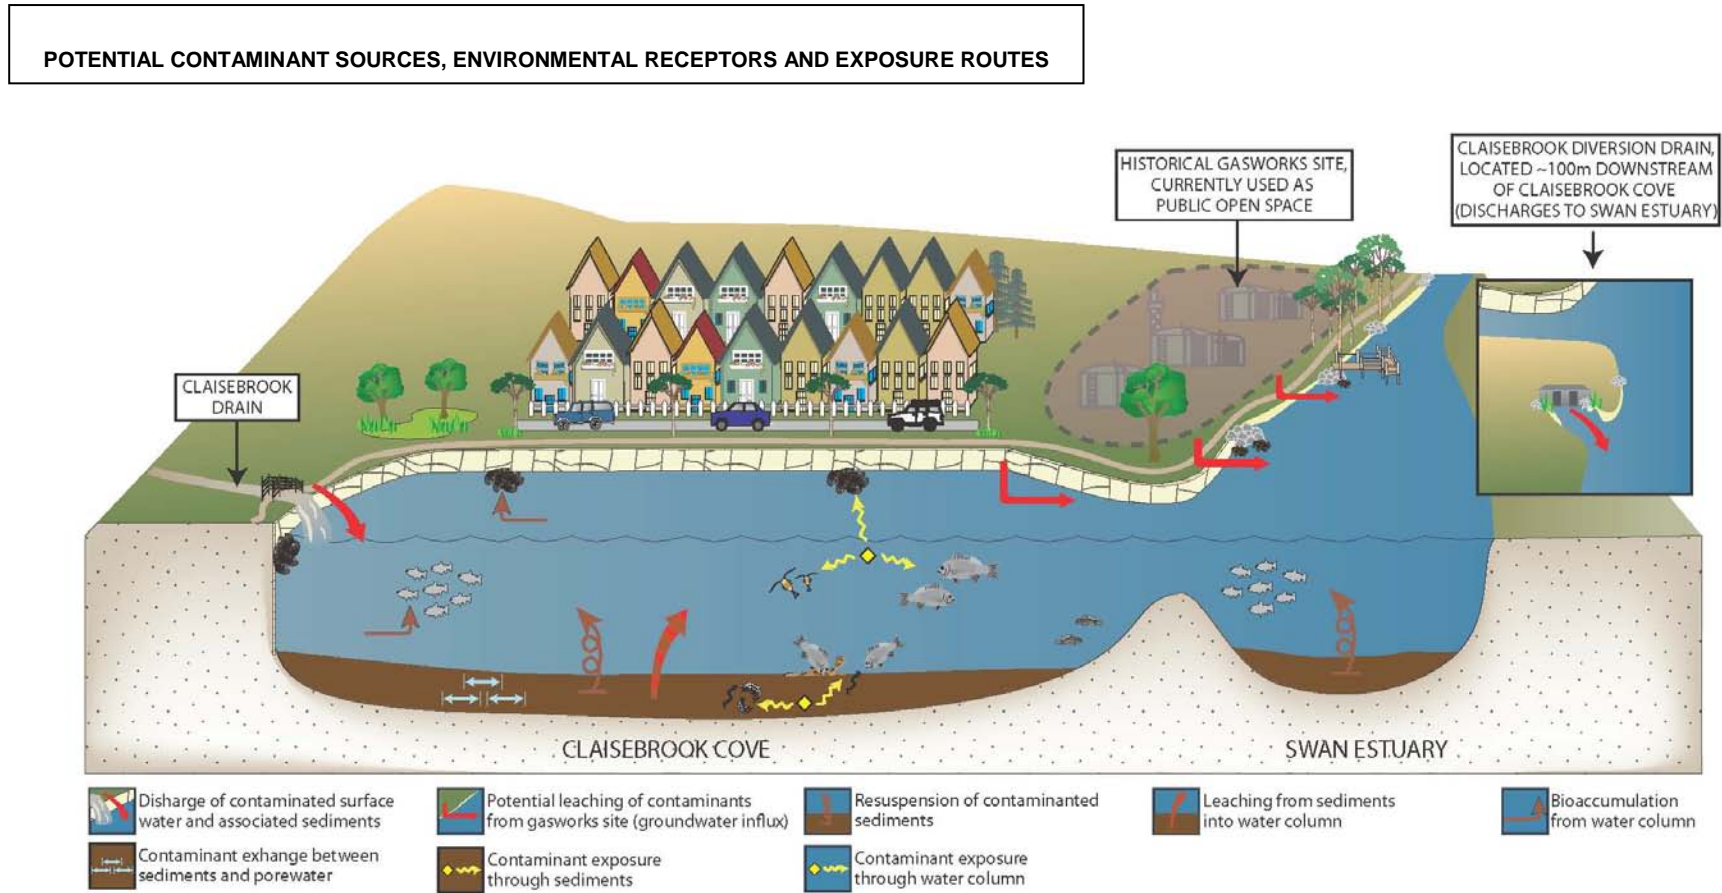 POTENTIAL CONTAMINANT SOURCES, ENVIRONMENTAL RECEPTORS AND EXPOSURE ROUTES
HISTORICAL GASWORKS SITE,
CURRENTLY USED AS
PUBLIC OPEN SPACE
CLAISEBROOK DIVERSION DRAIN,
LOCATED ~100m DOWNSTREAM
OF CLAISEBROOK COVE
(DISCHARGES TO SWAN ESTUARY)
CLAISEBROOK
DRAIN
CLAISEBROOK COVE
SWAN ESTUARY
Disharge of contaminated surface
water and associated sediments
Potential leaching of contaminants
from gasworks site (groundwater influx)
Resuspension of contanminated
sediments
Leaching from sediments
into water column
Bioaccumulation
from water column
Contaminant exhange between
sediments and porewater
Contaminant exposure
through sediments
Contaminant exposure
through water column